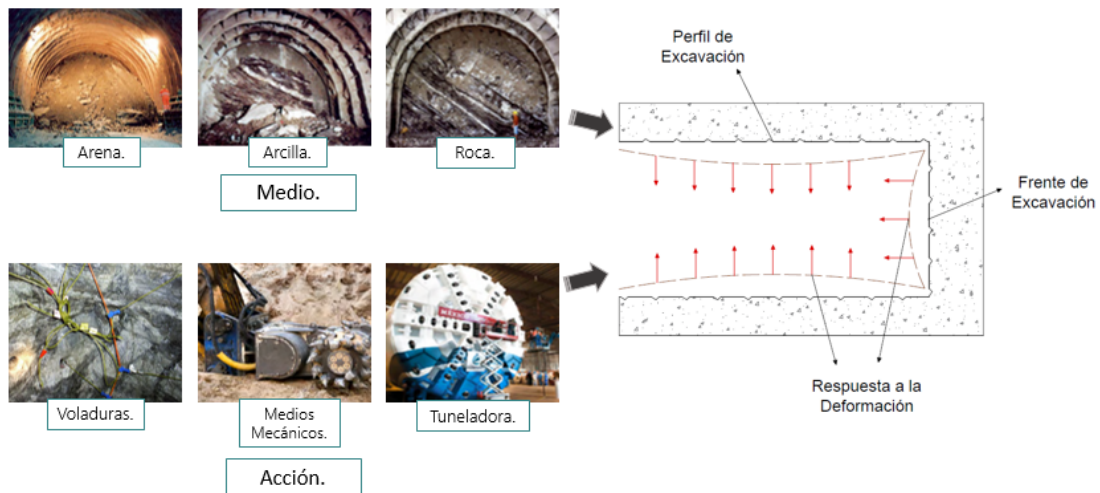 Arena.
Arcilla.
Roca.
Medio.
Voladuras.
Medios
Mecánicos.
Tuneladora.
Acción.
Perfil de
Excavación
Frente de
Excavación
Respuesta a la
Deformación